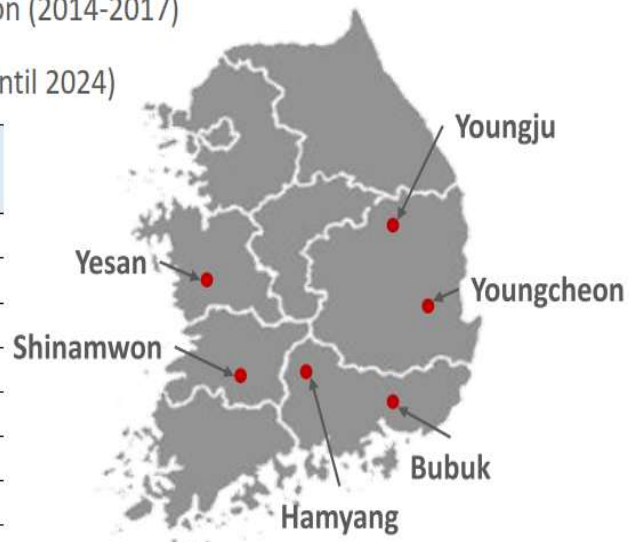 on (2014-2017)
ntil 2024)
Youngju
Yesan
Youngcheon
Shinamwon
Bubuk
Hamyang